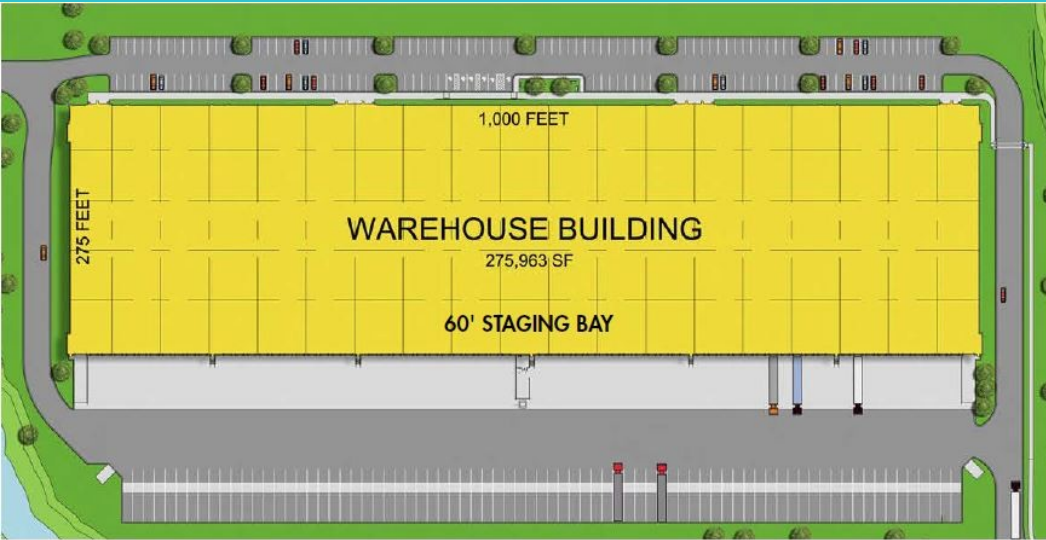 1,000 FEET
275 FEET
WAREHOUSE BUILDING
275,963 SF
60' STAGING BAY